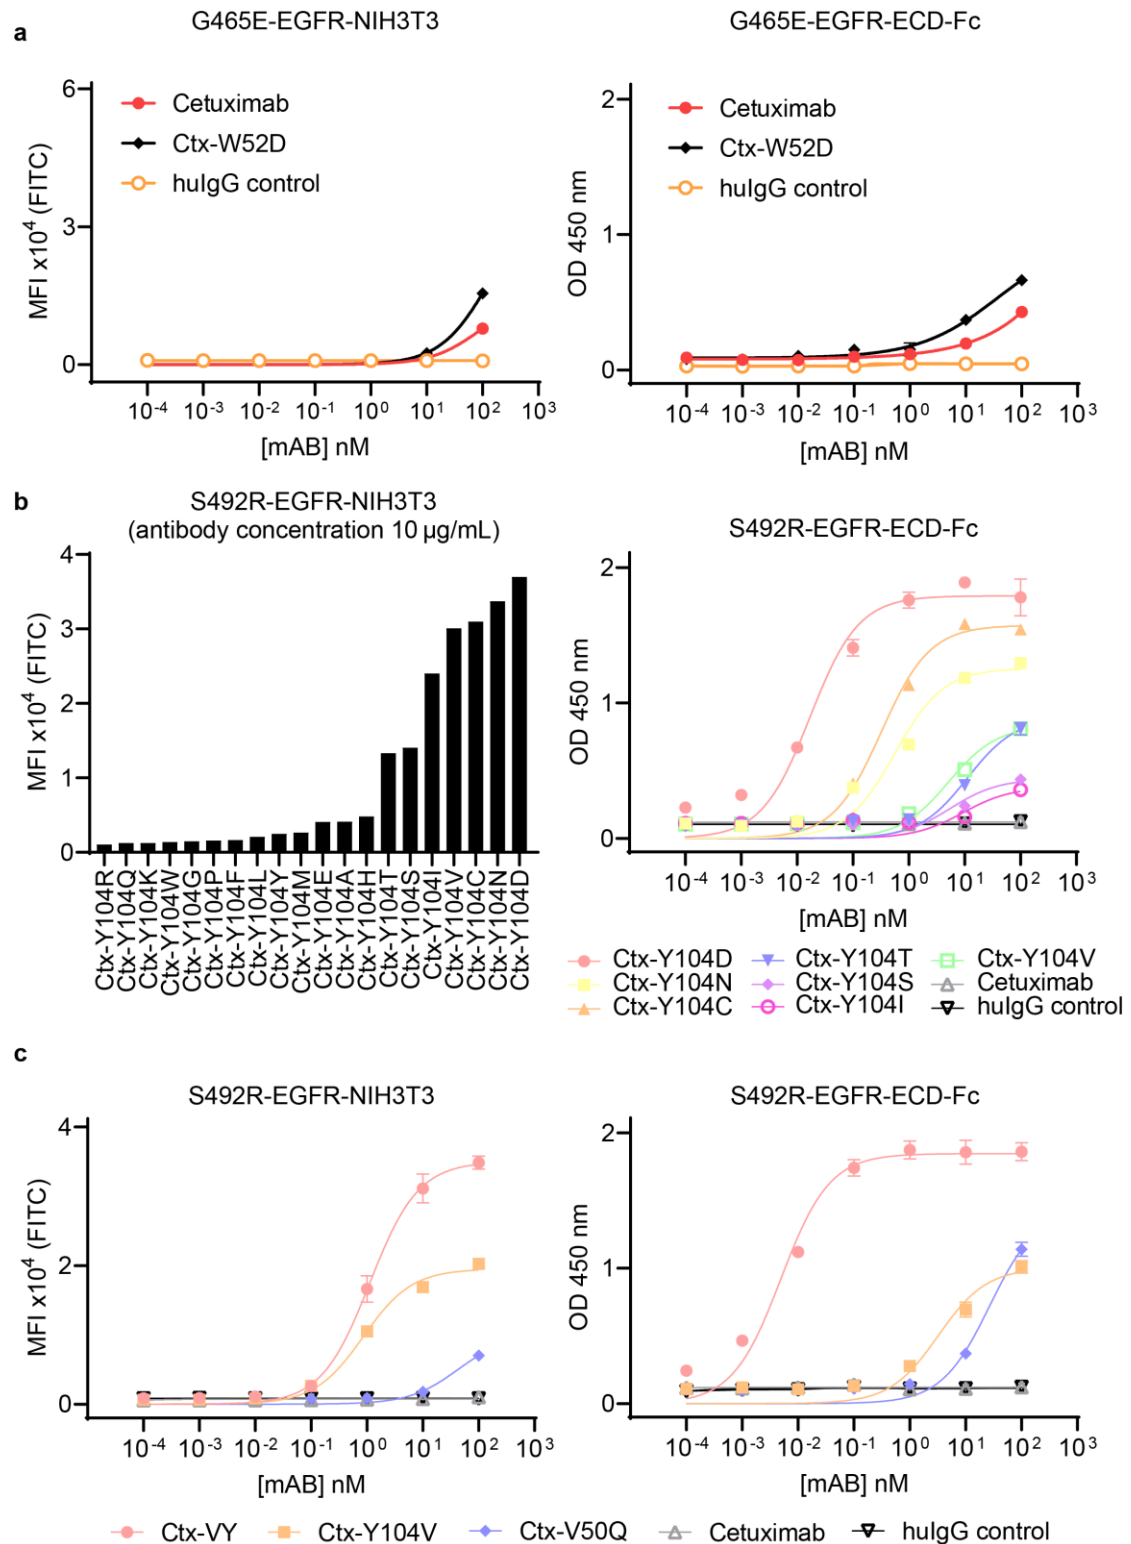 a
G465E-EGFR-NIH3T3
G465E-EGFR-ECD-Fc
MFI x10⁴ (FITC)
6
3
0
Cetuximab
Ctx-W52D
huIgG control
10⁻⁴ 10⁻³ 10⁻² 10⁻¹ 10⁰ 10¹ 10² 10³
[mAB] nM
OD 450 nm
2
1
0
Cetuximab
Ctx-W52D
huIgG control
10⁻⁴ 10⁻³ 10⁻² 10⁻¹ 10⁰ 10¹ 10² 10³
[mAB] nM
b
S492R-EGFR-NIH3T3
(antibody concentration 10 µg/mL)
MFI x10⁴ (FITC)
4
3
2
1
0
Ctx-Y104R
Ctx-Y104Q
Ctx-Y104K
Ctx-Y104W
Ctx-Y104G
Ctx-Y104P
Ctx-Y104F
Ctx-Y104L
Ctx-Y104Y
Ctx-Y104M
Ctx-Y104E
Ctx-Y104A
Ctx-Y104H
Ctx-Y104T
Ctx-Y104S
Ctx-Y104I
Ctx-Y104V
Ctx-Y104C
Ctx-Y104N
Ctx-Y104D
S492R-EGFR-ECD-Fc
OD 450 nm
2
1
0
10⁻⁴ 10⁻³ 10⁻² 10⁻¹ 10⁰ 10¹ 10² 10³
[mAB] nM
Ctx-Y104D Ctx-Y104T Ctx-Y104V
Ctx-Y104N Ctx-Y104S Cetuximab
Ctx-Y104C Ctx-Y104I huIgG control
c
S492R-EGFR-NIH3T3
MFI x10⁴ (FITC)
4
2
0
10⁻⁴ 10⁻³ 10⁻² 10⁻¹ 10⁰ 10¹ 10² 10³
[mAB] nM
S492R-EGFR-ECD-Fc
OD 450 nm
2
1
0
10⁻⁴ 10⁻³ 10⁻² 10⁻¹ 10⁰ 10¹ 10² 10³
[mAB] nM
Ctx-VY Ctx-Y104V Ctx-V50Q Cetuximab huIgG control